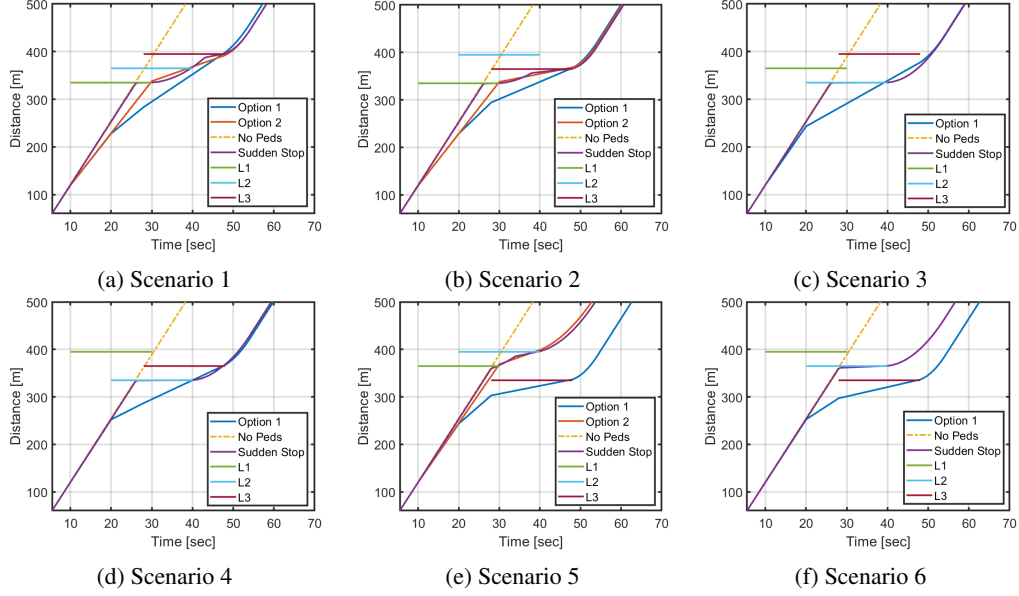 500
400
300
200
100
Distance [m]
Option 1
Option 2
No Peds
Sudden Stop
L1
L2
L3
10 20 30 40 50 60 70
Time [sec]
(a) Scenario 1
500
400
300
200
100
Distance [m]
Option 1
Option 2
No Peds
Sudden Stop
L1
L2
L3
10 20 30 40 50 60 70
Time [sec]
(b) Scenario 2
500
400
300
200
100
Distance [m]
Option 1
No Peds
Sudden Stop
L1
L2
L3
10 20 30 40 50 60 70
Time [sec]
(c) Scenario 3
500
400
300
200
100
Distance [m]
Option 1
No Peds
Sudden Stop
L1
L2
L3
10 20 30 40 50 60 70
Time [sec]
(d) Scenario 4
500
400
300
200
100
Distance [m]
Option 1
Option 2
No Peds
Sudden Stop
L1
L2
L3
10 20 30 40 50 60 70
Time [sec]
(e) Scenario 5
500
400
300
200
100
Distance [m]
Option 1
No Peds
Sudden Stop
L1
L2
L3
10 20 30 40 50 60 70
Time [sec]
(f) Scenario 6